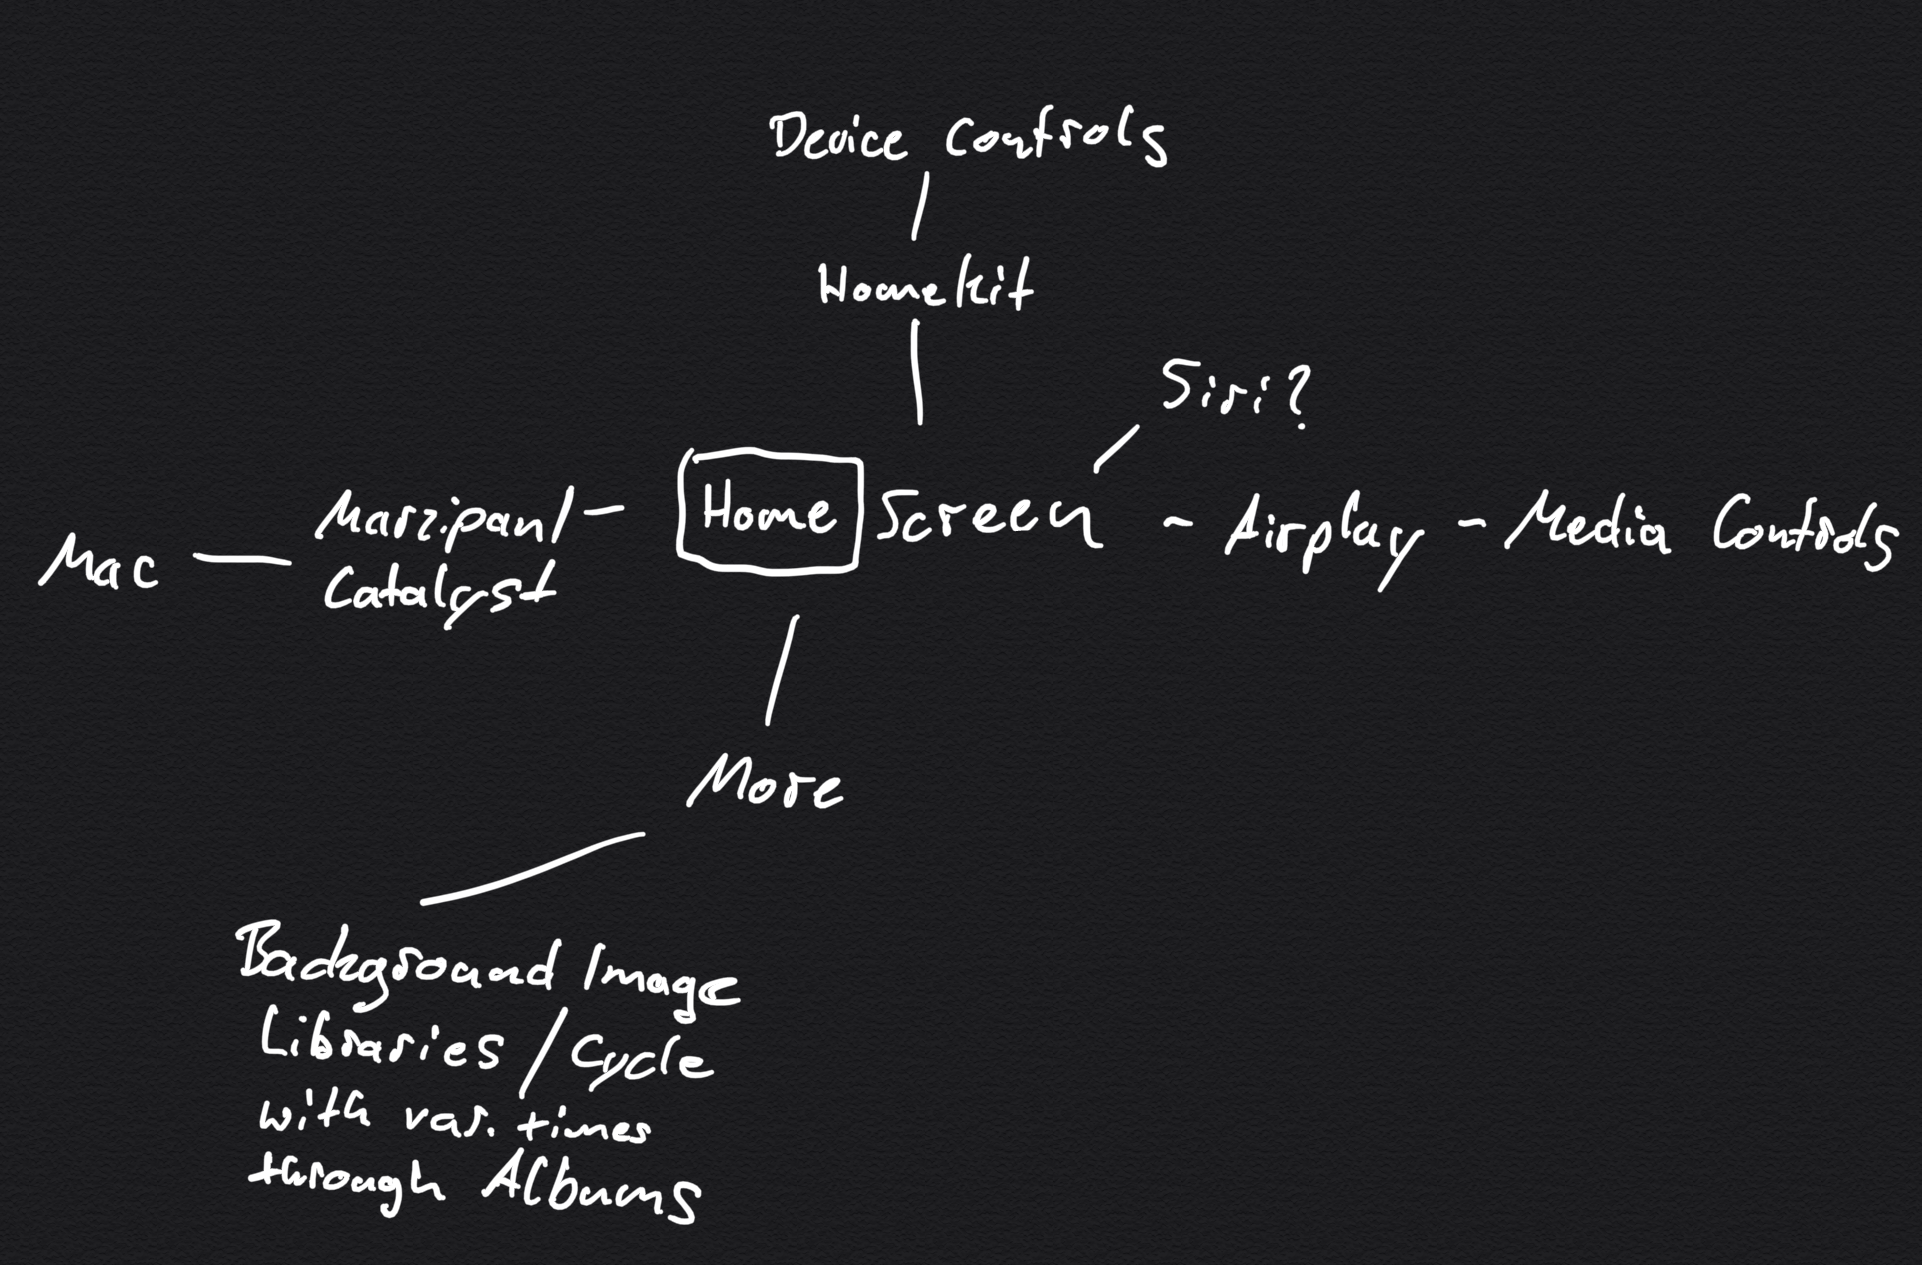 Device Controls
Homekit
Siri?
Home Screen
Marzipan/
Catalyst
Mac
Airplay - Media Controls
More
Background Image
Libraries / Cycle
with var. times
through Albums